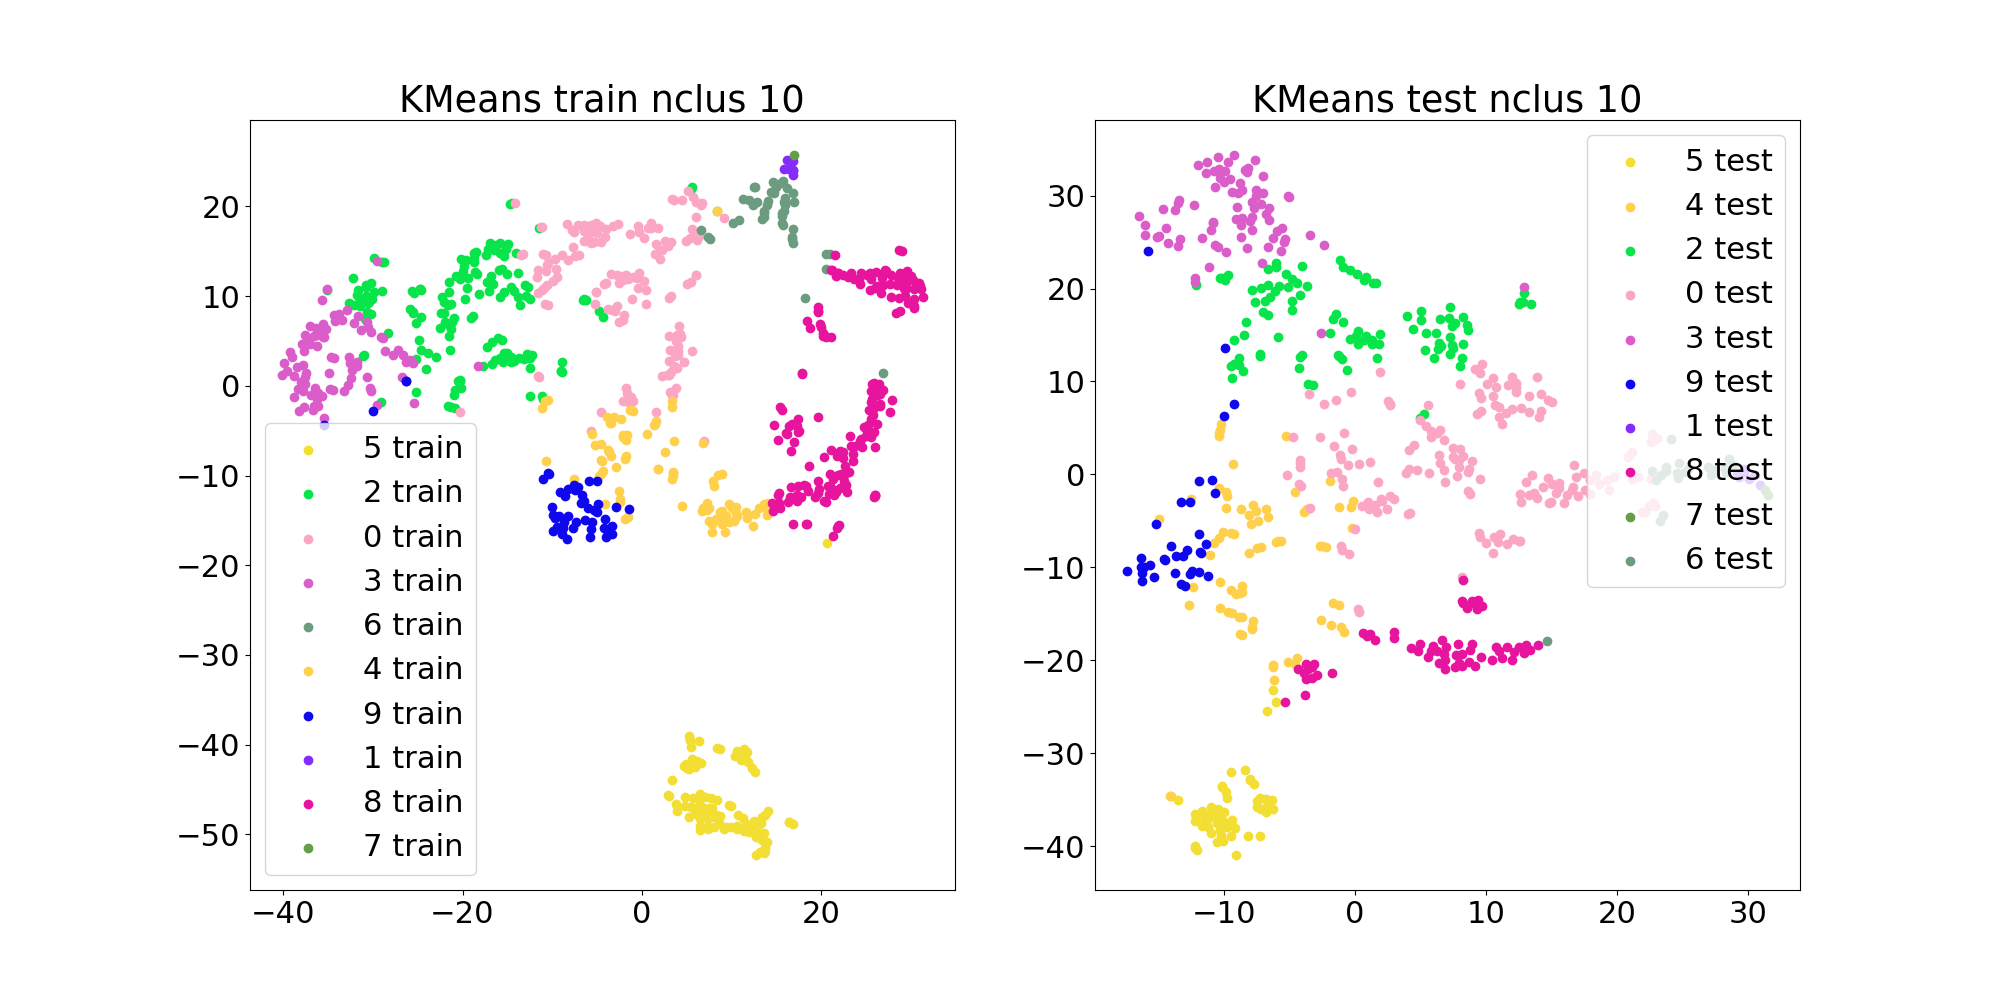 KMeans train nclus 10
20
10
0
−10
−20
−30
−40
−50
−40
−20
0
20
5 train
2 train
0 train
3 train
6 train
4 train
9 train
1 train
8 train
7 train
KMeans test nclus 10
30
20
10
0
−10
−20
−30
−40
−10
0
10
20
30
5 test
4 test
2 test
0 test
3 test
9 test
1 test
8 test
7 test
6 test